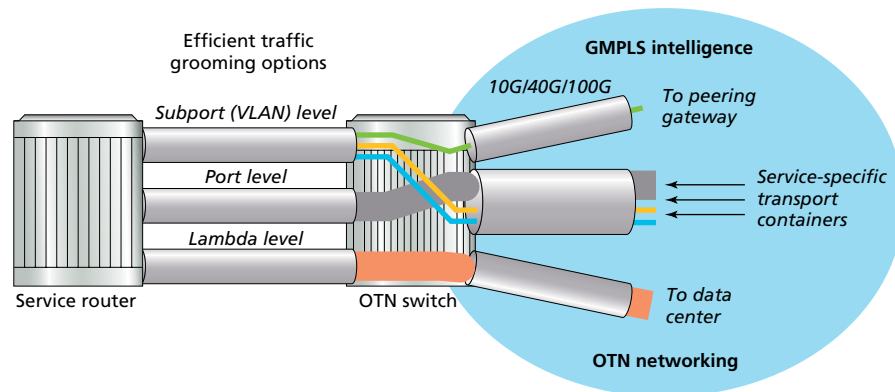 Efficient traffic
grooming options
GMPLS intelligence
10G/40G/100G
Subport (VLAN) level
To peering
gateway
Port level
Service-specific
transport
containers
Lambda level
Service router
OTN switch
To data
center
OTN networking